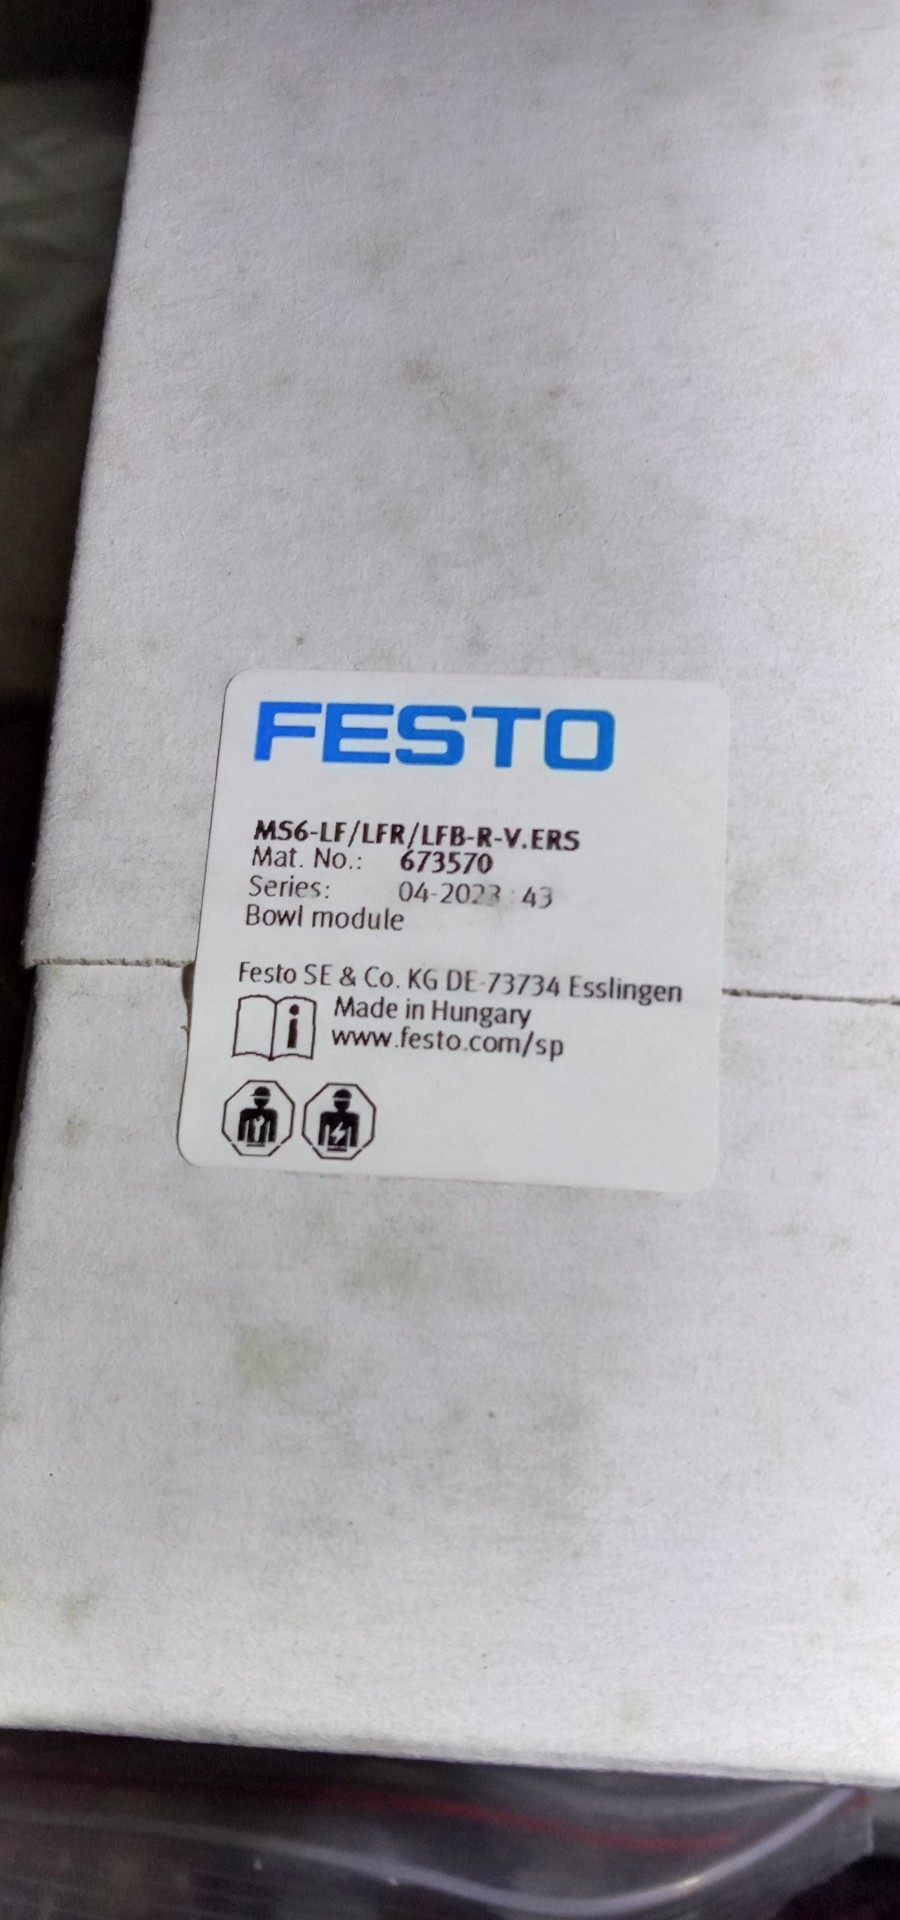 FESTO
MS6-LF/LFR/LFB-R-V.ERS
Mat. No.: 673570
Series: 04-2023 43
Bowl module
Festo SE & Co. KG DE-73734 Esslingen
Made in Hungary
www.festo.com/sp